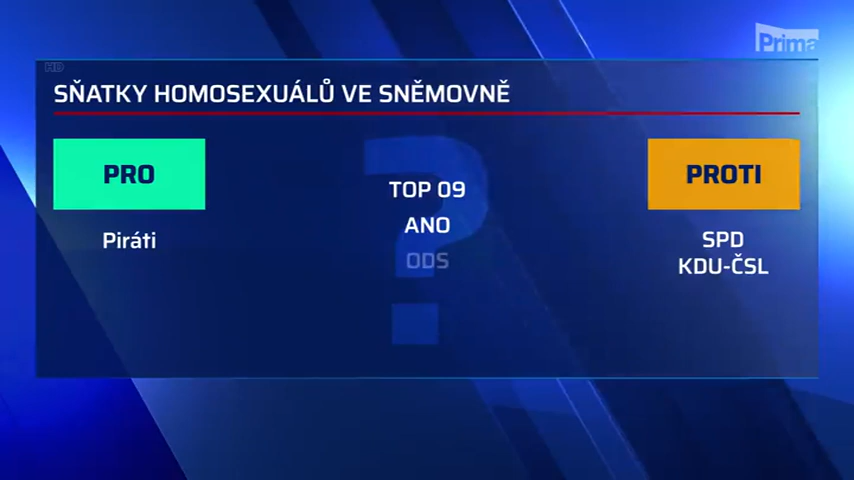 Prima
HD
SŇATKY HOMOSEXUÁLŮ VE SNĚMOVNĚ
PRO
Piráti
?
TOP 09
ANO
ODS
PROTI
SPD
KDU-ČSL